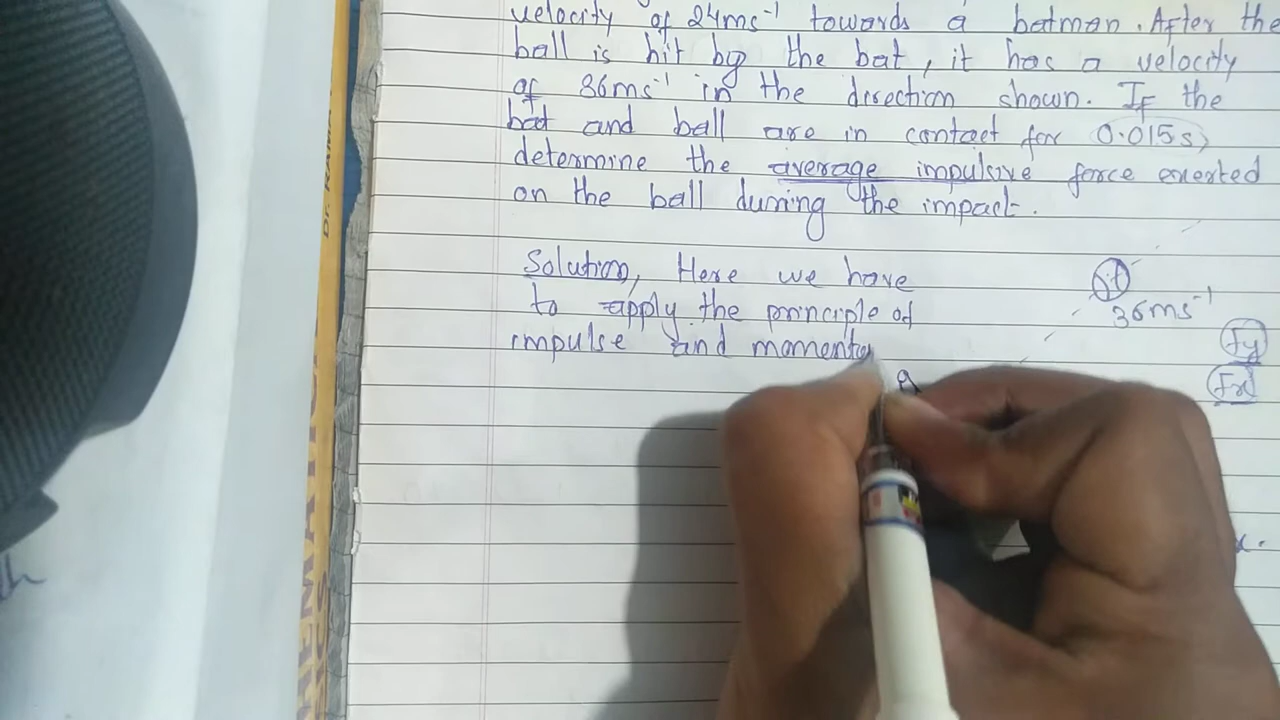 velocity of 24ms⁻¹ towards a batman. After the
ball is hit by the bat, it has a velocity
of 36ms⁻¹ in the direction shown. If the
bat and ball are in contact for 0.015s,
determine the average impulsive force exerted
on the ball during the impact.
Solution, Here we have
to apply the principle of
impulse and momentu
36ms⁻¹
Fy
Fx
DR.